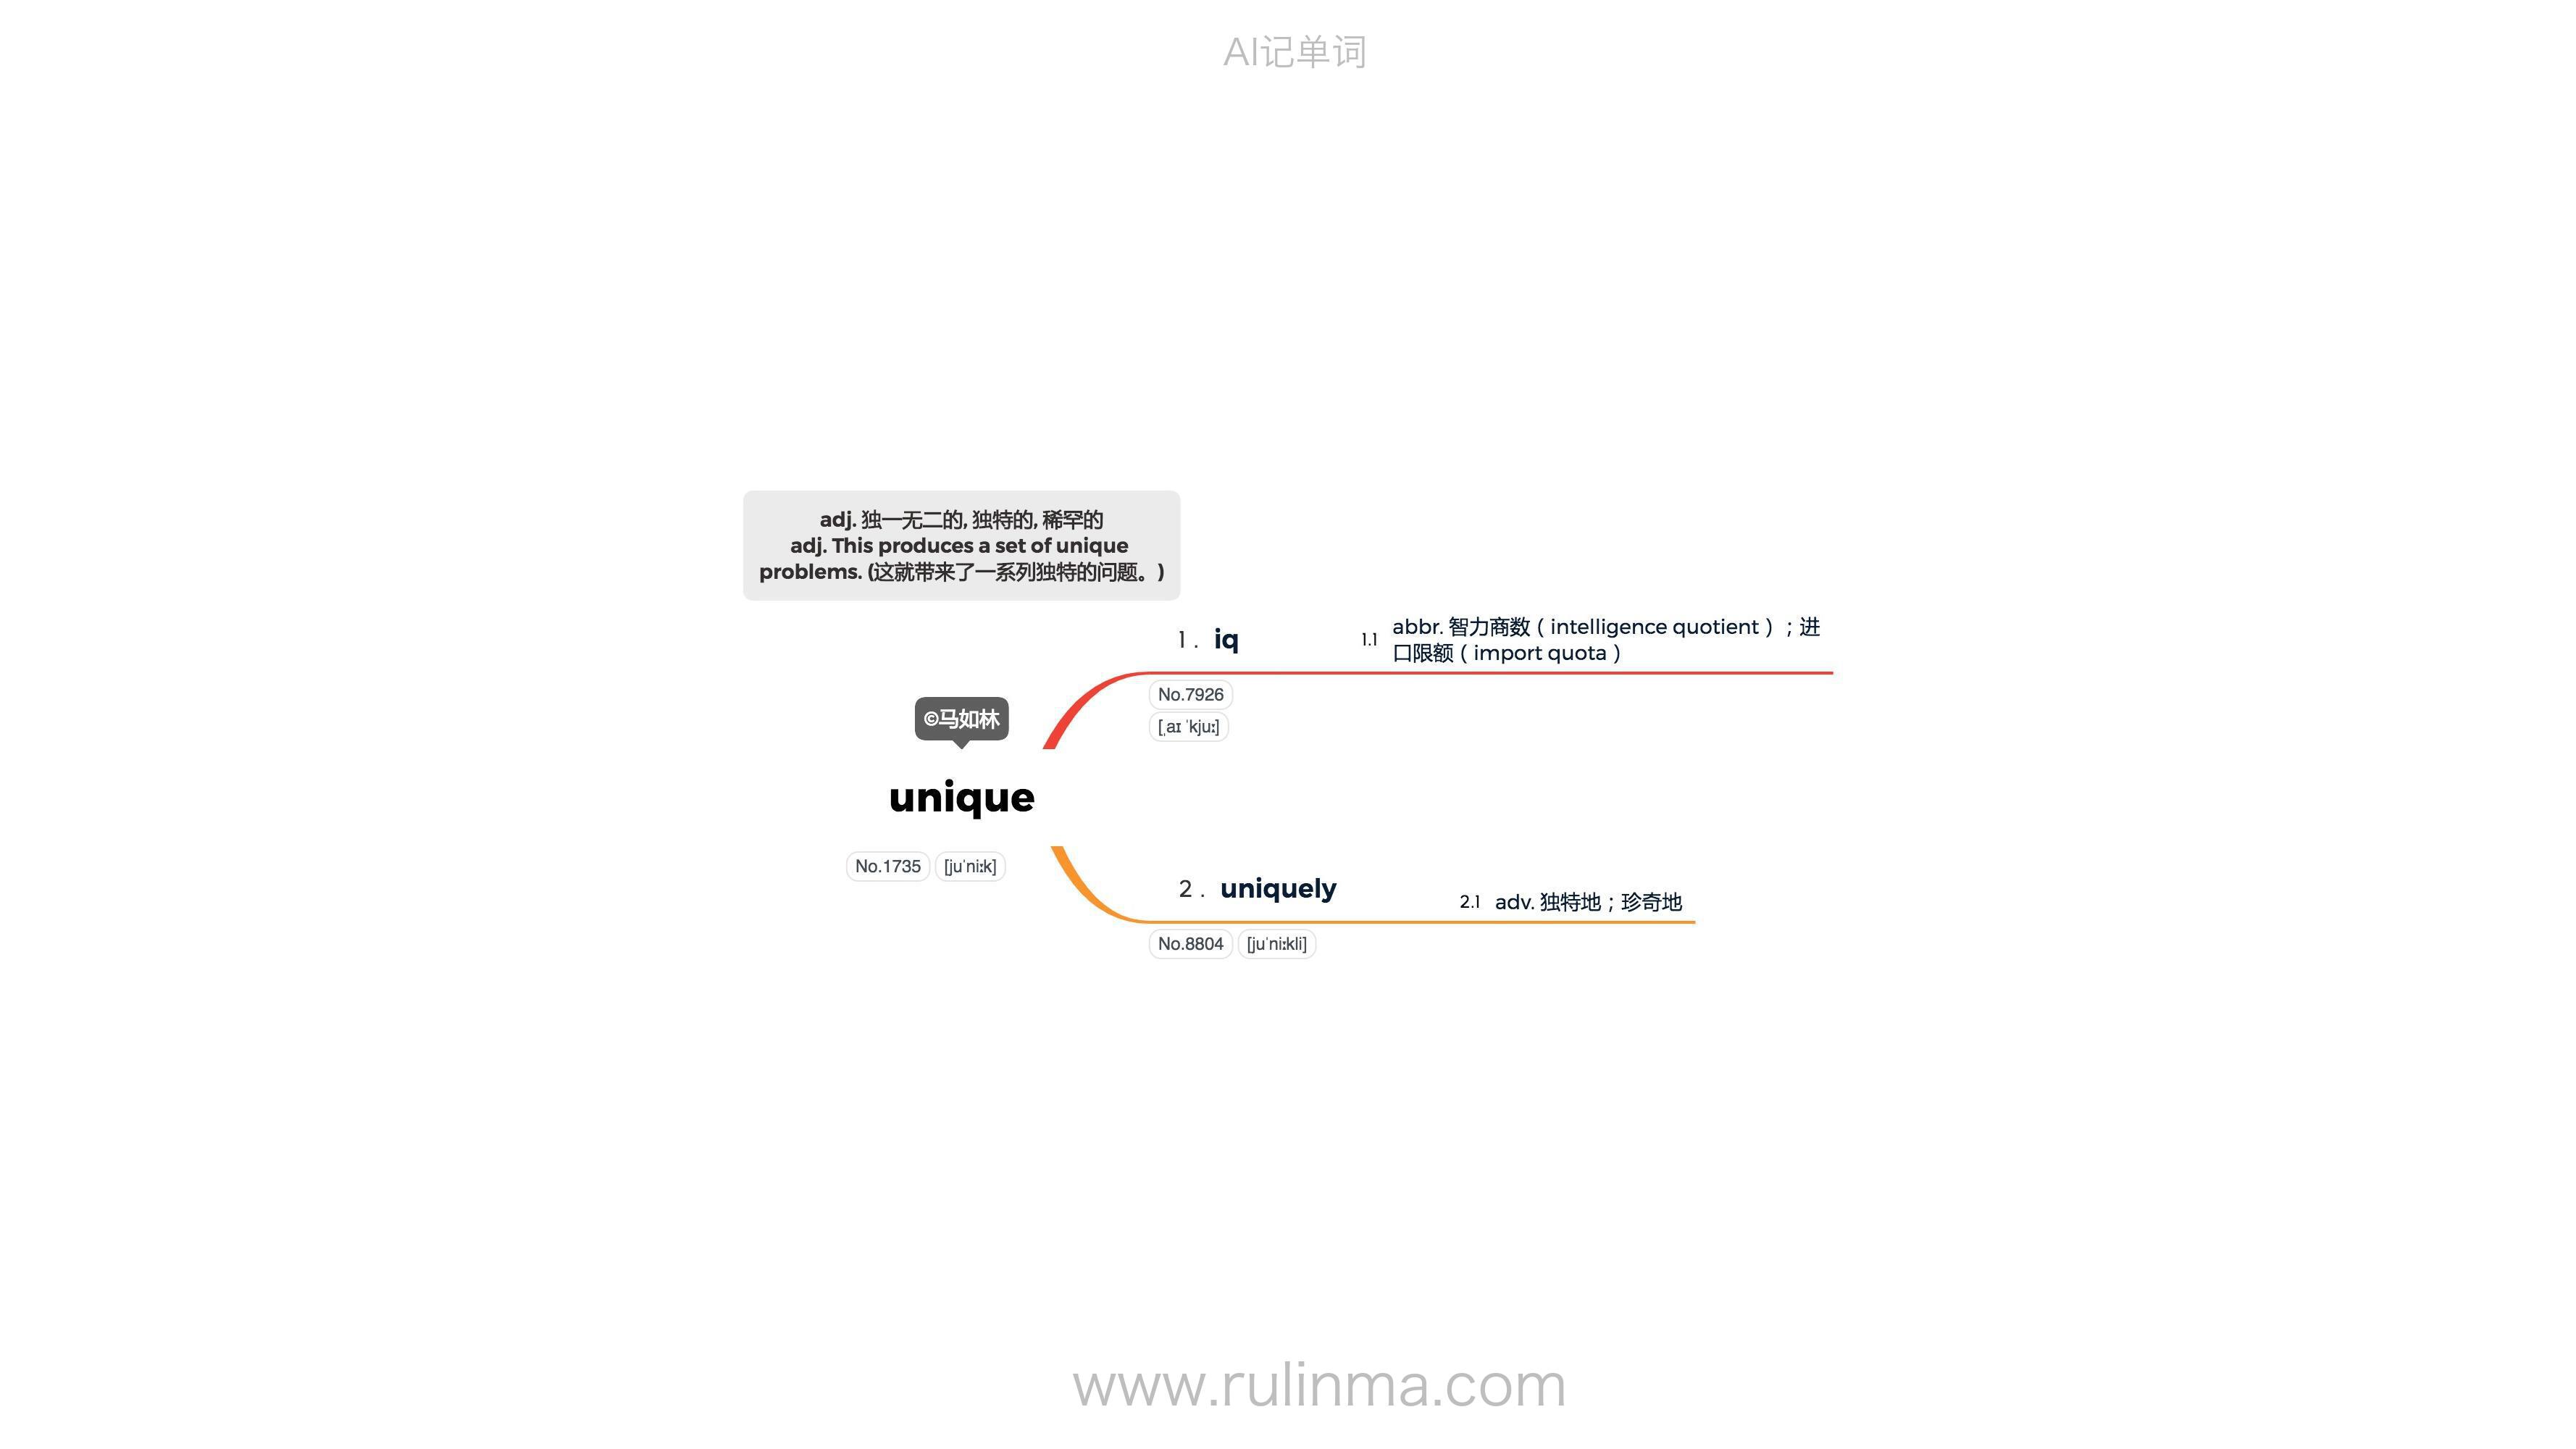 AI记单词
adj. 独一无二的, 独特的, 稀罕的
adj. This produces a set of unique
problems. (这就带来了一系列独特的问题。)
1 . iq
1.1 abbr. 智力商数（intelligence quotient）；进
口限额（import quota）
No.7926
[ˌaɪ ˈkjuː]
©马如林
unique
No.1735 [juˈniːk]
2 . uniquely
2.1 adv. 独特地；珍奇地
No.8804 [juˈniːkli]
www.rulinma.com